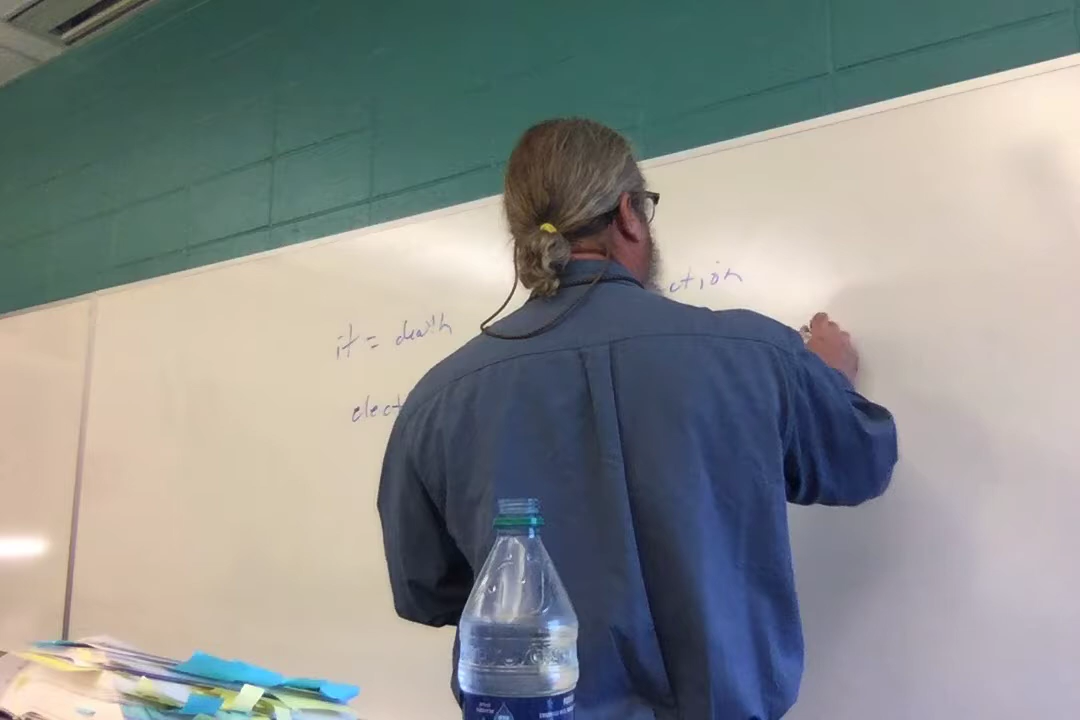 it = death
ction
elect